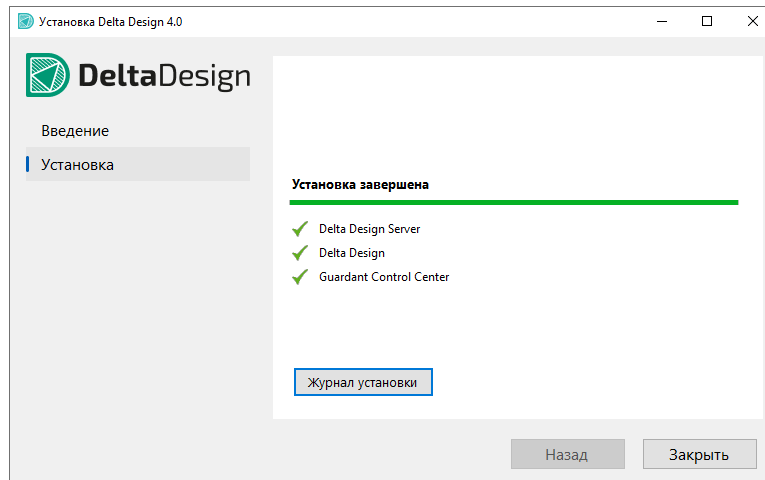 Установка Delta Design 4.0
DeltaDesign
Введение
Установка
Установка завершена
Delta Design Server
Delta Design
Guardant Control Center
Журнал установки
Назад
Закрыть